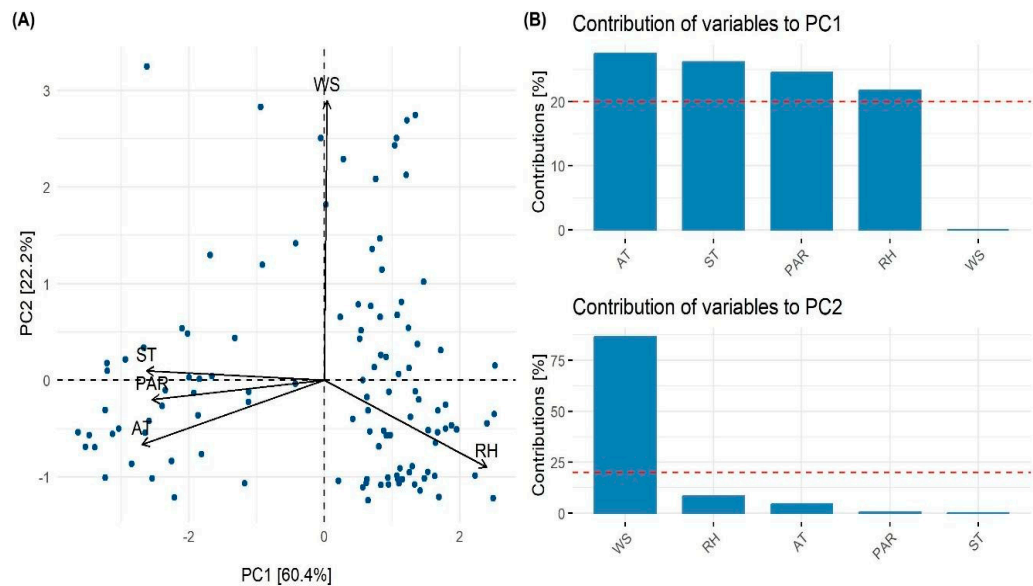 (A)
WS
ST
PAR
AT
RH
3
2
1
0
-1
PC2 [22.2%]
-2
0
2
PC1 [60.4%]
(B)
Contribution of variables to PC1
Contributions [%]
20
10
0
AT
ST
PAR
RH
WS
Contribution of variables to PC2
Contributions [%]
75
50
25
0
WS
RH
AT
PAR
ST